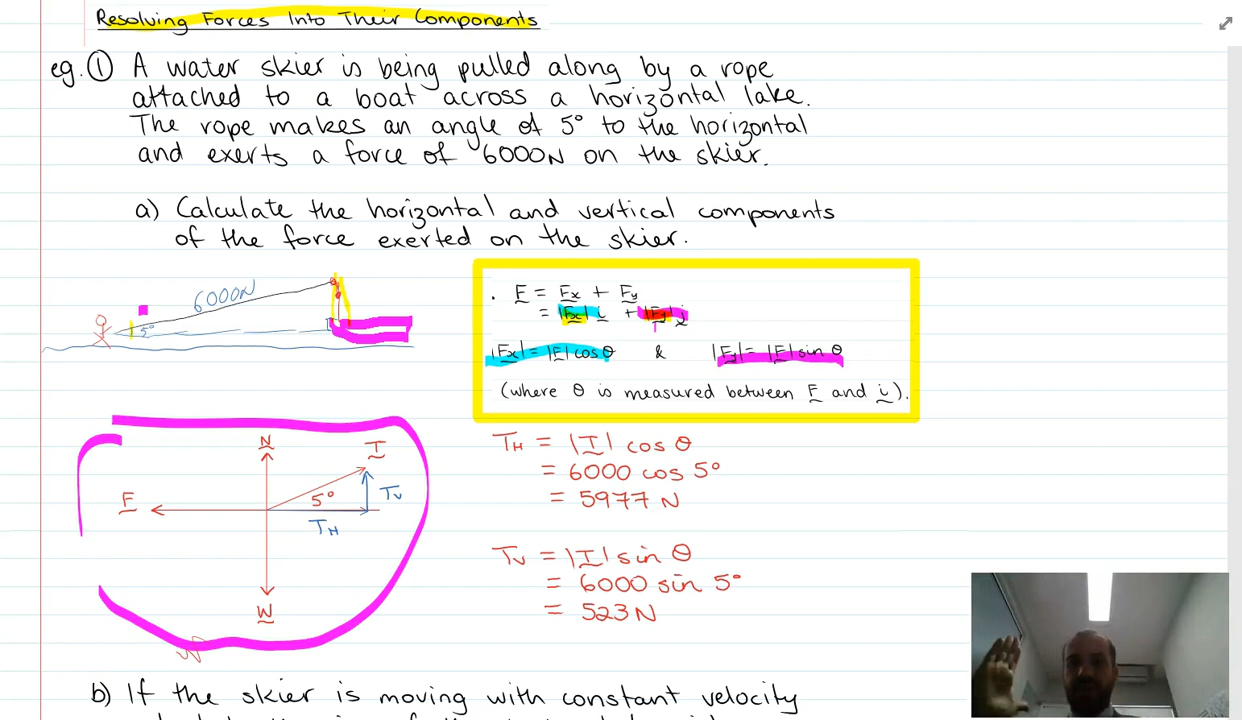 Resolving Forces Into Their Components
eg. ① A water skier is being pulled along by a rope
attached to a boat across a horizontal lake.
The rope makes an angle of 5° to the horizontal
and exerts a force of 6000N on the skier.
a) Calculate the horizontal and vertical components
of the force exerted on the skier.
6000N
5°
· F = Fx + Fy
= |Fx| i + |Fy| j
|Fx| = |F| cos θ & |Fy| = |F| sin θ
(where θ is measured between F and i).
N
T
F
5°
Tv
TH
W
TH = |T| cos θ
= 6000 cos 5°
= 5977 N
Tv = |T| sin θ
= 6000 sin 5°
= 523 N
b) If the skier is moving with constant velocity